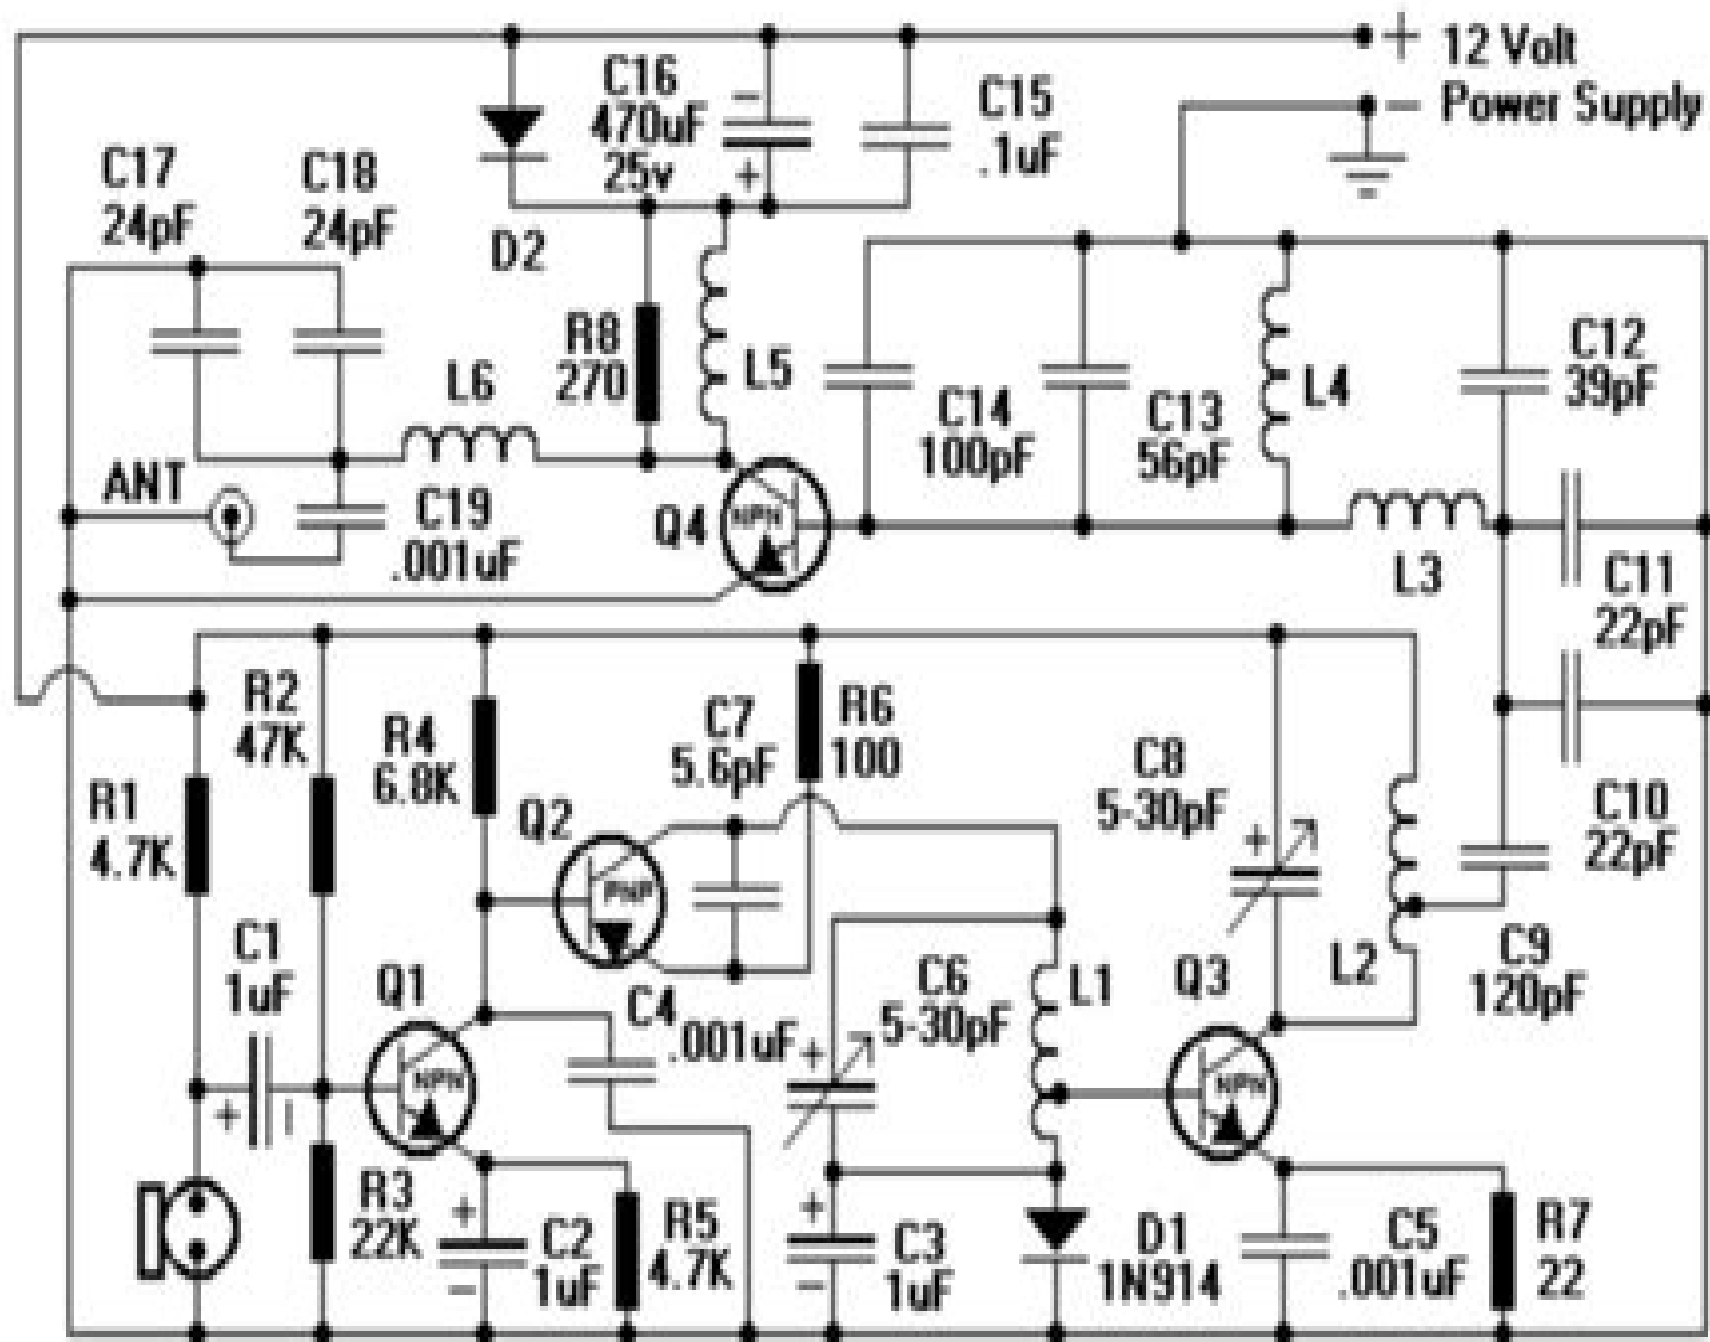 + 12 Volt
- Power Supply
C16
470uF
25v
-
+
C15
.1uF
C17
24pF
C18
24pF
D2
R8
270
L5
L6
C14
100pF
C13
56pF
L4
C12
39pF
ANT
C19
.001uF
Q4
NPN
L3
C11
22pF
R2
47K
R4
6.8K
C7
5.6pF
R6
100
C8
5-30pF
+
C10
22pF
R1
4.7K
Q2
PNP
C1
1uF
+ -
Q1
NPN
C4
.001uF
C6
5-30pF
+
L1
Q3
NPN
L2
C9
120pF
R3
22K
+
C2
1uF
-
R5
4.7K
+
C3
1uF
-
D1
1N914
C5
.001uF
R7
22